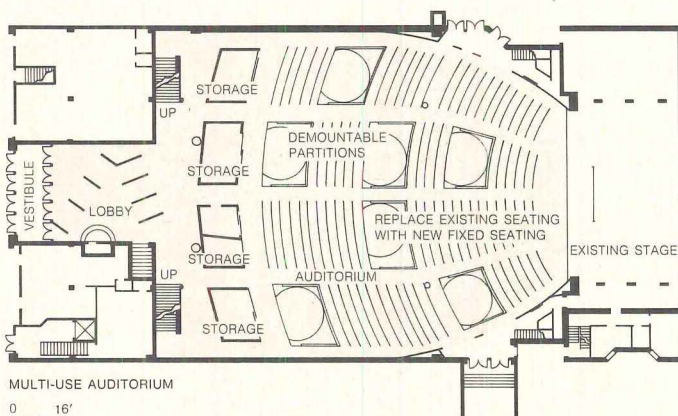 STORAGE
UP
DEMOUNTABLE
PARTITIONS
STORAGE
VESTIBULE
LOBBY
REPLACE EXISTING SEATING
WITH NEW FIXED SEATING
EXISTING STAGE
STORAGE
UP
AUDITORIUM
STORAGE
MULTI-USE AUDITORIUM
0 16'